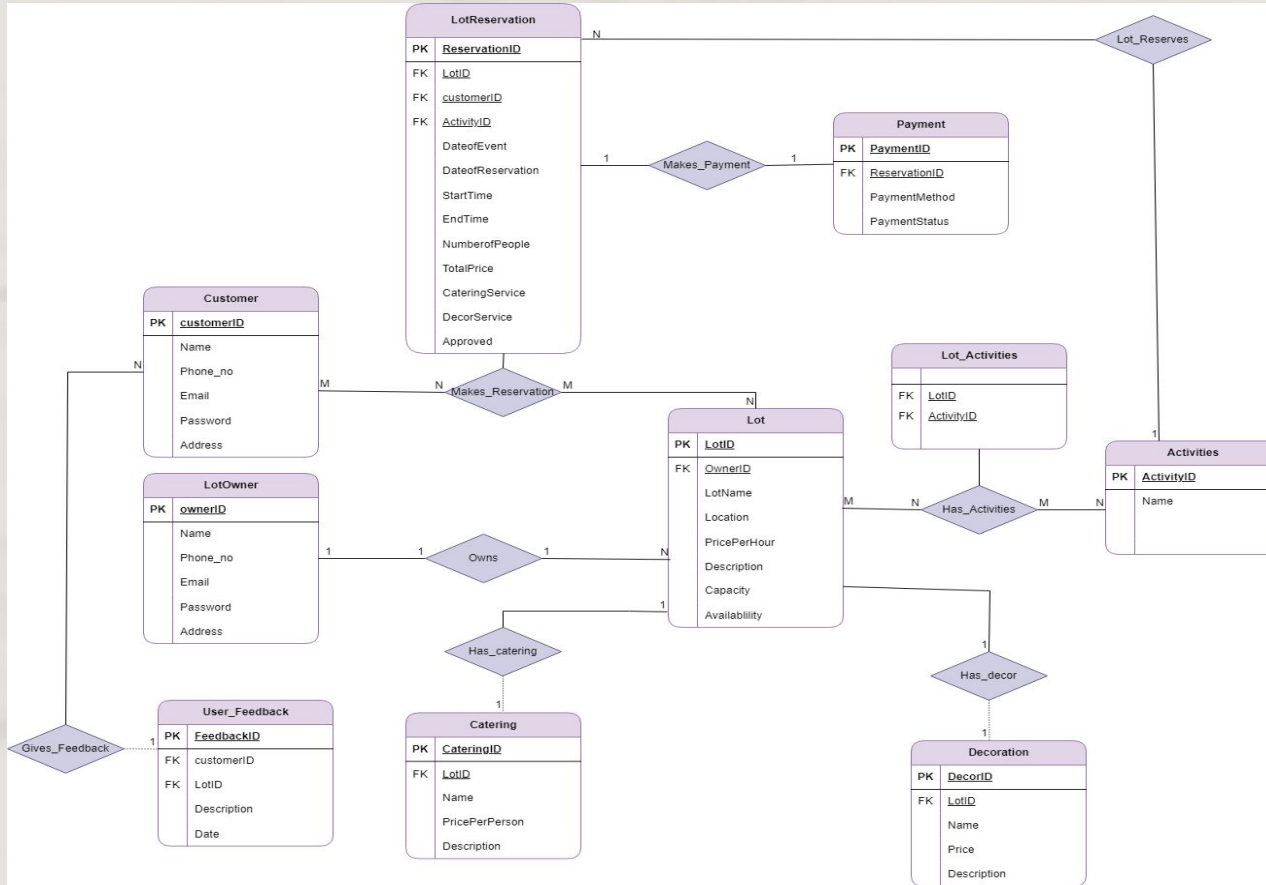 LotReservation
PK ReservationID
FK LotID
FK customerID
FK ActivityID
DateofEvent
DateofReservation
StartTime
EndTime
NumberofPeople
TotalPrice
CateringService
DecorService
Approved
N
Lot_Reserves
1
1
Makes_Payment
1
Payment
PK PaymentID
FK ReservationID
PaymentMethod
PaymentStatus
Customer
PK customerID
Name
Phone_no
Email
Password
Address
N
M
N
Makes_Reservation
M
N
Lot_Activities
FK LotID
FK ActivityID
Lot
PK LotID
FK OwnerID
LotName
Location
PricePerHour
Description
Capacity
Availablility
M
N
Has_Activities
M
N
Activities
PK ActivityID
Name
LotOwner
PK ownerID
Name
Phone_no
Email
Password
Address
1
1
Owns
1
N
1
Has_catering
1
1
Has_decor
1
Gives_Feedback
1
User_Feedback
PK FeedbackID
FK customerID
FK LotID
Description
Date
Catering
PK CateringID
FK LotID
Name
PricePerPerson
Description
Decoration
PK DecorID
FK LotID
Name
Price
Description